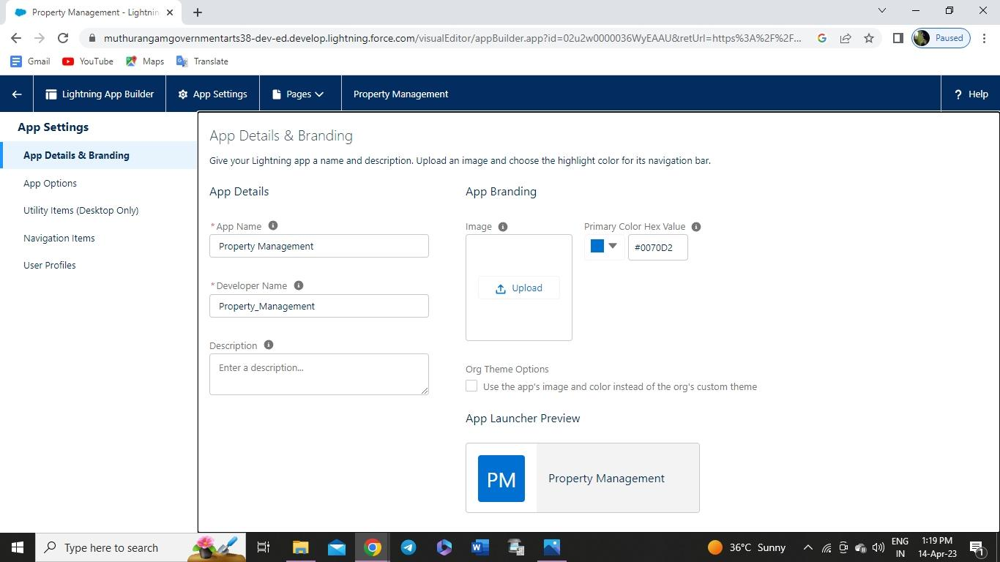 Property Management - Lightnin
muthurangamgovernmentarts38-dev-ed.develop.lightning.force.com/visualEditor/appBuilder.app?id=02u2w0000036WyEAAU&retUrl=https%3A%2F%2F...
Paused
Gmail YouTube Maps Translate
Lightning App Builder App Settings Pages Property Management ? Help
App Settings
App Details & Branding
App Options
Utility Items (Desktop Only)
Navigation Items
User Profiles
App Details & Branding
Give your Lightning app a name and description. Upload an image and choose the highlight color for its navigation bar.
App Details
*App Name
Property Management
*Developer Name
Property_Management
Description
Enter a description...
App Branding
Image
Upload
Primary Color Hex Value
#0070D2
Org Theme Options
Use the app's image and color instead of the org's custom theme
App Launcher Preview
PM
Property Management
Type here to search
36°C Sunny
ENG
IN
1:19 PM
14-Apr-23
1